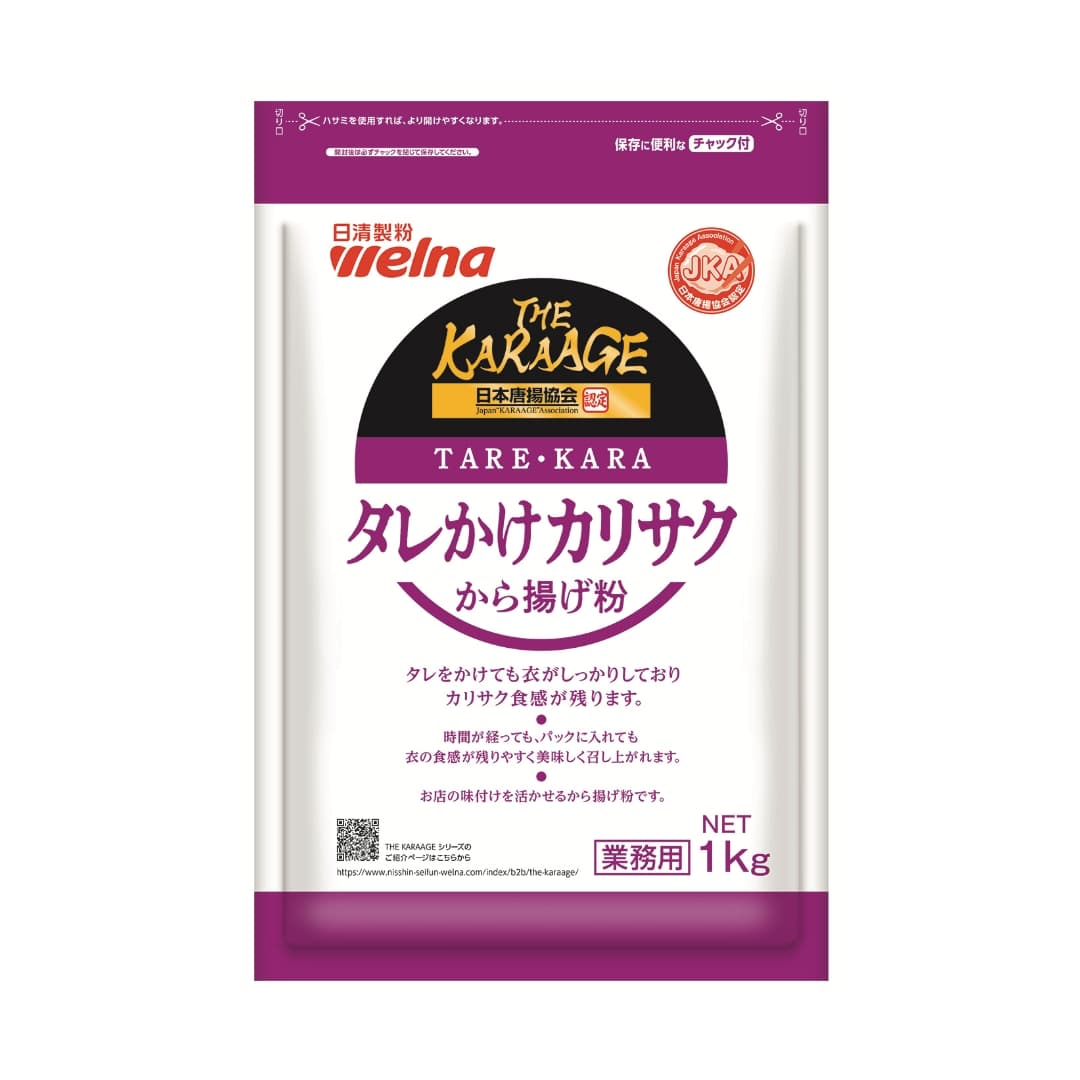 切り口
ハサミを使用すれば、より開けやすくなります。
切り口
開封後は必ずチャックを閉じて保存してください。
保存に便利な チャック付
日清製粉
welna
Japan Karaage Association
JKA
日本唐揚協会認定
THE
KARAAGE
日本唐揚協会 認定
Japan"KARAAGE"Association
TARE・KARA
タレかけカリサク
から揚げ粉
タレをかけても衣がしっかりしており
カリサク食感が残ります。
時間が経っても、パックに入れても
衣の食感が残りやすく美味しく召し上がれます。
お店の味付けを活かせるから揚げ粉です。
THE KARAAGE シリーズの
ご紹介ページはこちらから
https://www.nisshin-seifun-welna.com/index/b2b/the-karaage/
業務用
NET
1kg